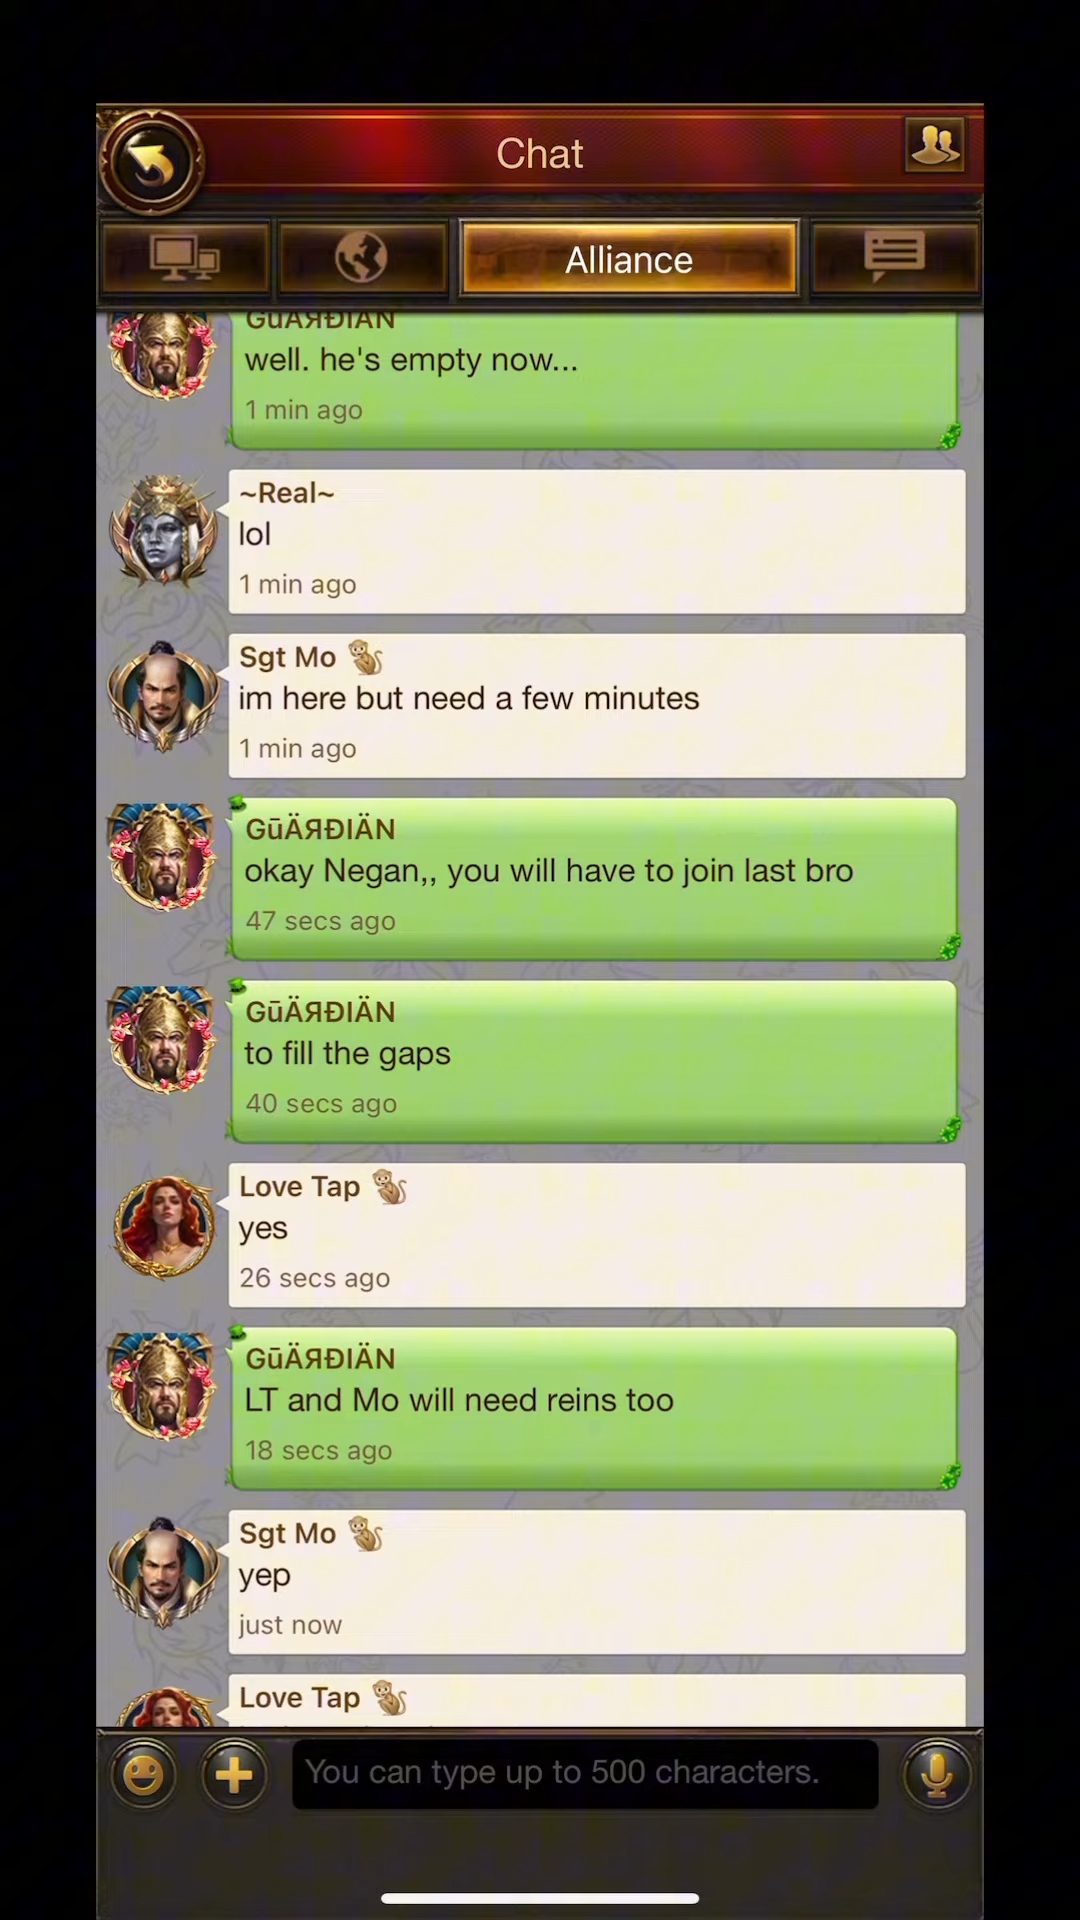 Chat
Alliance
GūÄЯĐIÄN
well. he's empty now...
1 min ago
~Real~
lol
1 min ago
Sgt Mo 🐒
im here but need a few minutes
1 min ago
GūÄЯĐIÄN
okay Negan,, you will have to join last bro
47 secs ago
GūÄЯĐIÄN
to fill the gaps
40 secs ago
Love Tap 🐒
yes
26 secs ago
GūÄЯĐIÄN
LT and Mo will need reins too
18 secs ago
Sgt Mo 🐒
yep
just now
Love Tap 🐒
You can type up to 500 characters.